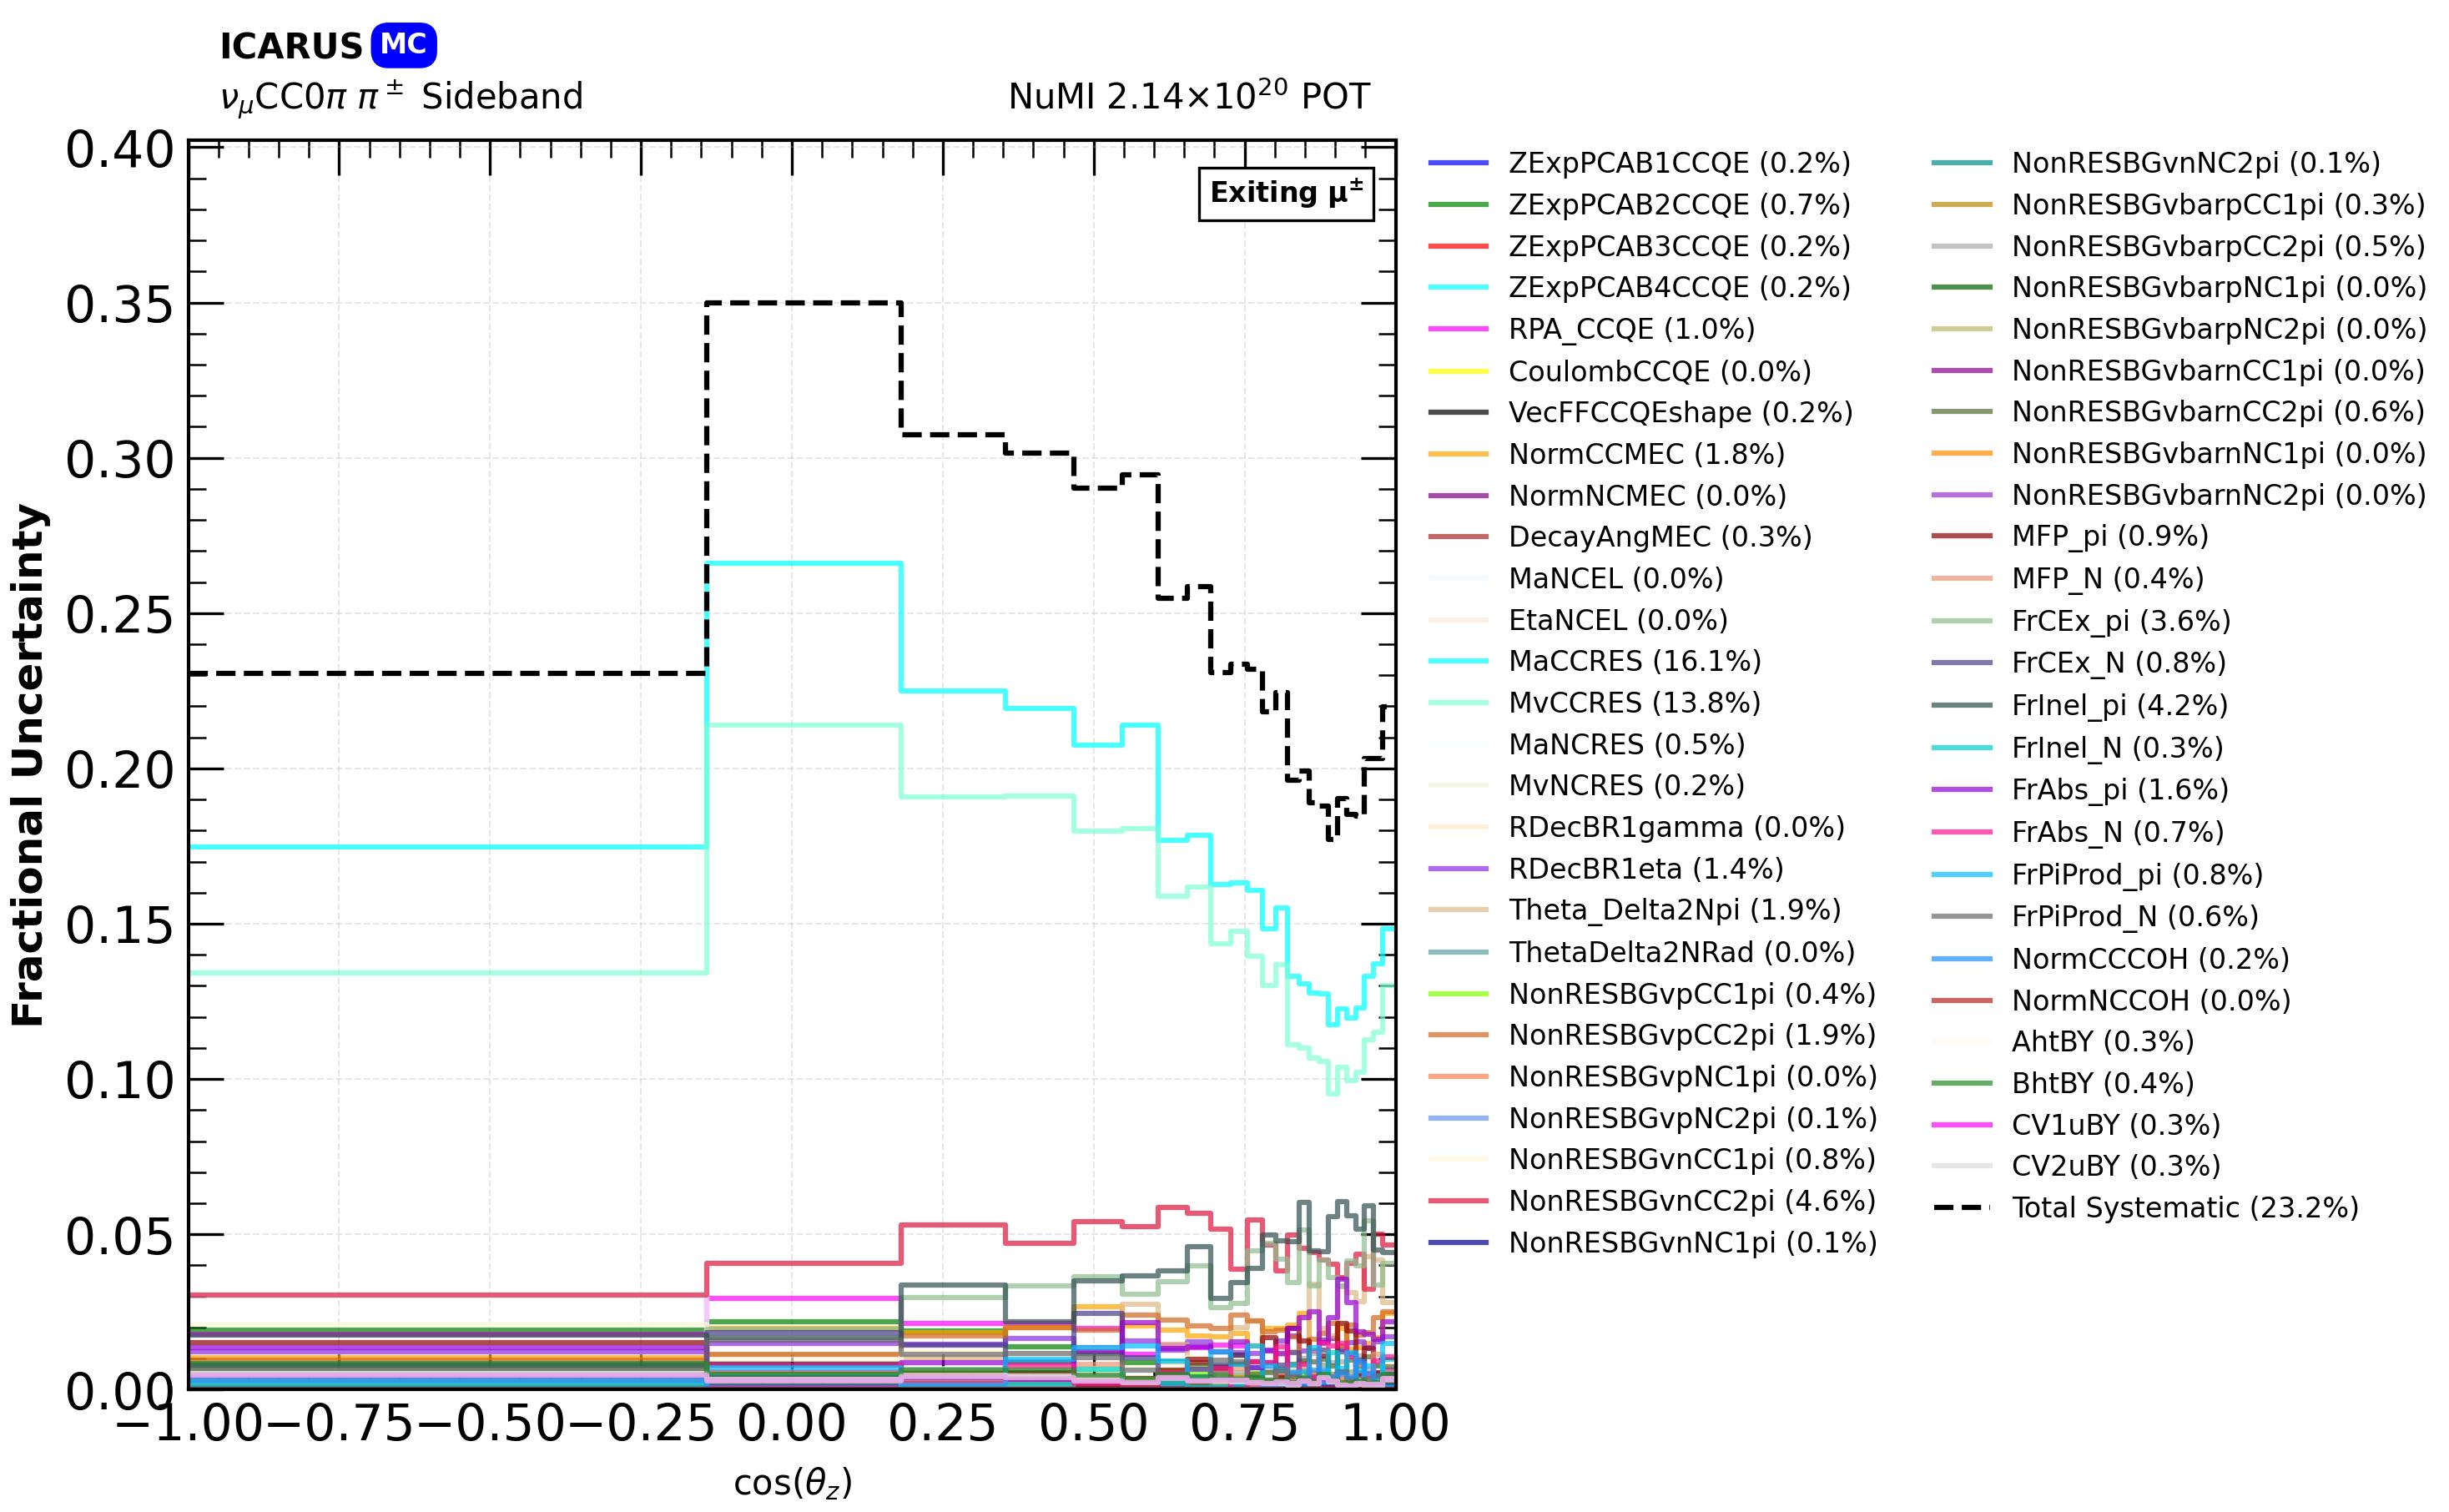 ICARUS MC
νμCC0π π± Sideband
NuMI 2.14×10²⁰ POT
Exiting μ±
Fractional Uncertainty
0.40
0.35
0.30
0.25
0.20
0.15
0.10
0.05
0.00
−1.00 −0.75 −0.50 −0.25 0.00 0.25 0.50 0.75 1.00
cos(θz)
ZExpPCAB1CCQE (0.2%)
ZExpPCAB2CCQE (0.7%)
ZExpPCAB3CCQE (0.2%)
ZExpPCAB4CCQE (0.2%)
RPA_CCQE (1.0%)
CoulombCCQE (0.0%)
VecFFCCQEshape (0.2%)
NormCCMEC (1.8%)
NormNCMEC (0.0%)
DecayAngMEC (0.3%)
MaNCEL (0.0%)
EtaNCEL (0.0%)
MaCCRES (16.1%)
MvCCRES (13.8%)
MaNCRES (0.5%)
MvNCRES (0.2%)
RDecBR1gamma (0.0%)
RDecBR1eta (1.4%)
Theta_Delta2Npi (1.9%)
ThetaDelta2NRad (0.0%)
NonRESBGvpCC1pi (0.4%)
NonRESBGvpCC2pi (1.9%)
NonRESBGvpNC1pi (0.0%)
NonRESBGvpNC2pi (0.1%)
NonRESBGvnCC1pi (0.8%)
NonRESBGvnCC2pi (4.6%)
NonRESBGvnNC1pi (0.1%)
NonRESBGvnNC2pi (0.1%)
NonRESBGvbarpCC1pi (0.3%)
NonRESBGvbarpCC2pi (0.5%)
NonRESBGvbarpNC1pi (0.0%)
NonRESBGvbarpNC2pi (0.0%)
NonRESBGvbarnCC1pi (0.0%)
NonRESBGvbarnCC2pi (0.6%)
NonRESBGvbarnNC1pi (0.0%)
NonRESBGvbarnNC2pi (0.0%)
MFP_pi (0.9%)
MFP_N (0.4%)
FrCEx_pi (3.6%)
FrCEx_N (0.8%)
FrInel_pi (4.2%)
FrInel_N (0.3%)
FrAbs_pi (1.6%)
FrAbs_N (0.7%)
FrPiProd_pi (0.8%)
FrPiProd_N (0.6%)
NormCCCOH (0.2%)
NormNCCOH (0.0%)
AhtBY (0.3%)
BhtBY (0.4%)
CV1uBY (0.3%)
CV2uBY (0.3%)
Total Systematic (23.2%)